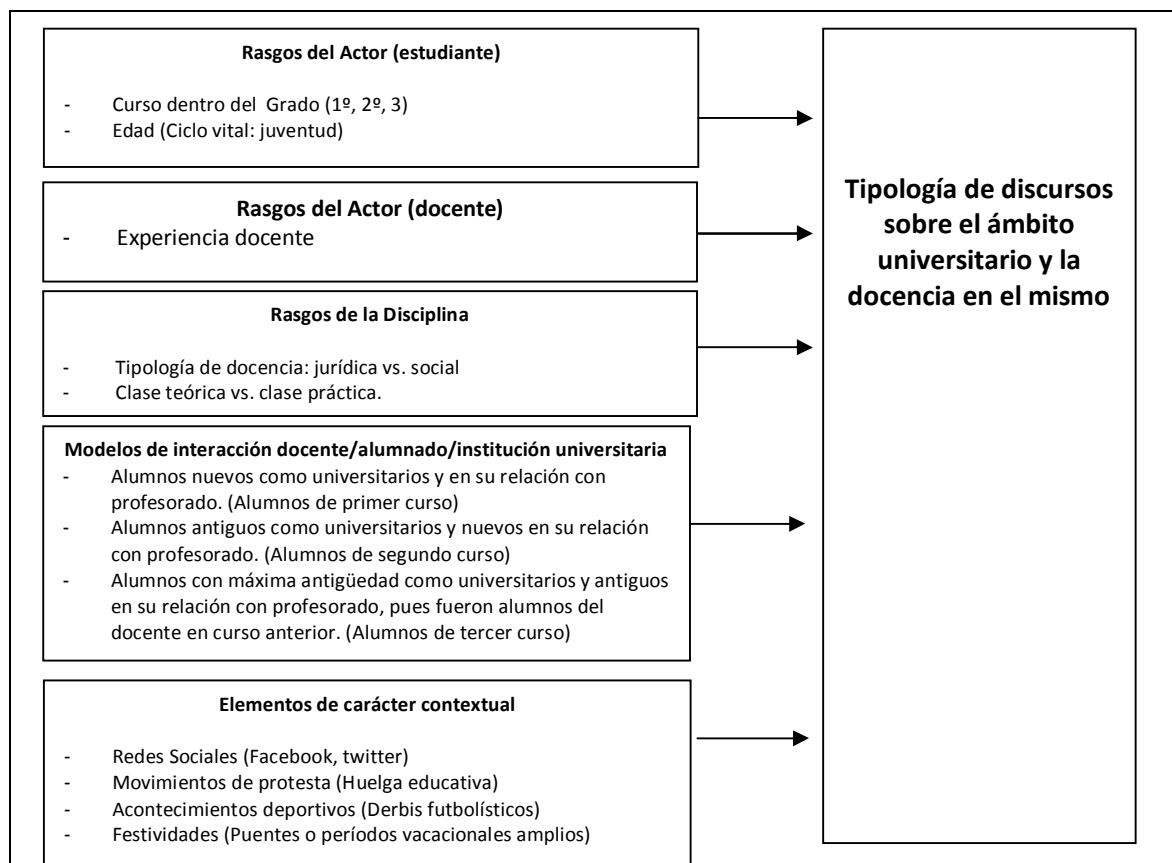 Rasgos del Actor (estudiante)
- Curso dentro del Grado (1º, 2º, 3)
- Edad (Ciclo vital: juventud)
Rasgos del Actor (docente)
- Experiencia docente
Rasgos de la Disciplina
- Tipología de docencia: jurídica vs. social
- Clase teórica vs. clase práctica.
Modelos de interacción docente/alumnado/institución universitaria
- Alumnos nuevos como universitarios y en su relación con
profesorado. (Alumnos de primer curso)
- Alumnos antiguos como universitarios y nuevos en su relación
con profesorado. (Alumnos de segundo curso)
- Alumnos con máxima antigüedad como universitarios y antiguos
en su relación con profesorado, pues fueron alumnos del
docente en curso anterior. (Alumnos de tercer curso)
Elementos de carácter contextual
- Redes Sociales (Facebook, twitter)
- Movimientos de protesta (Huelga educativa)
- Acontecimientos deportivos (Derbis futbolísticos)
- Festividades (Puentes o períodos vacacionales amplios)
Tipología de discursos
sobre el ámbito
universitario y la
docencia en el mismo